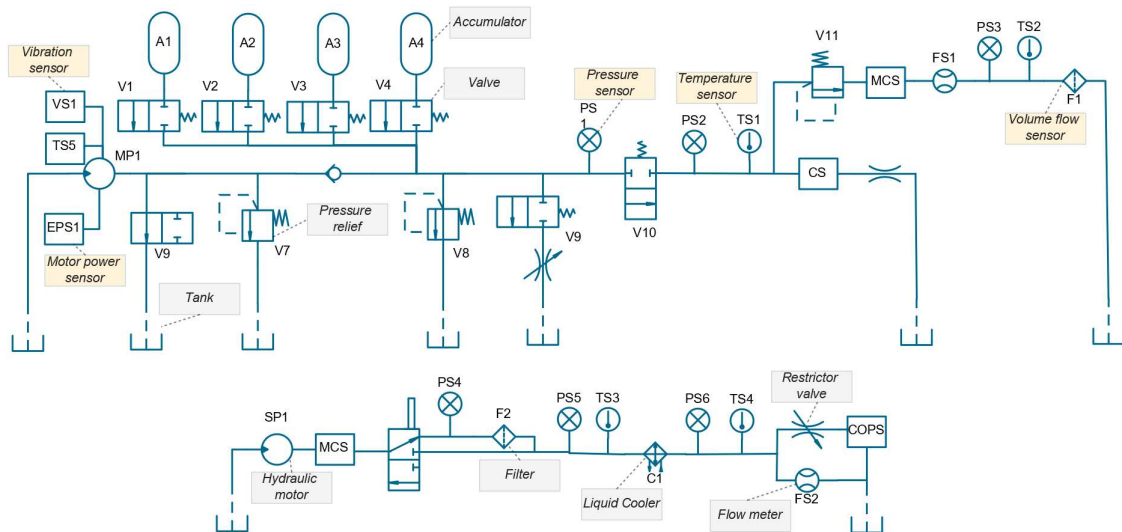 Accumulator
A1
A2
A3
A4
Vibration
sensor
V1
V2
V3
V4
Valve
VS1
TS5
MP1
EPS1
Motor power
sensor
V9
V7
Pressure
relief
V8
V9
Tank
Pressure
sensor
PS
1
Temperature
sensor
PS2
TS1
V10
V11
MCS
FS1
PS3
TS2
F1
Volume flow
sensor
CS
SP1
Hydraulic
motor
MCS
PS4
F2
Filter
PS5
TS3
C1
Liquid Cooler
PS6
TS4
Restrictor
valve
COPS
FS2
Flow meter